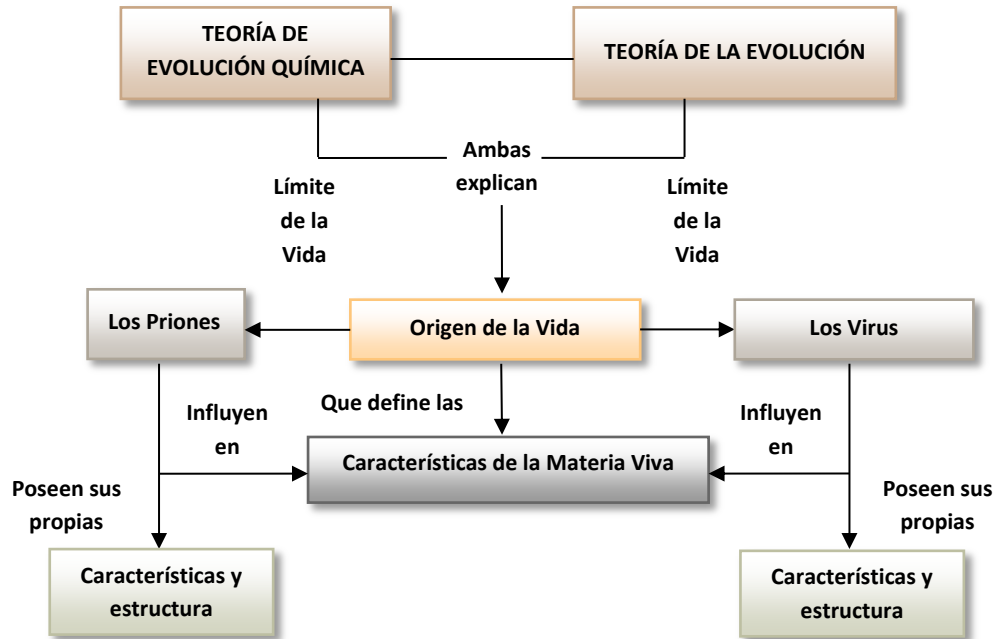 TEORÍA DE
EVOLUCIÓN QUÍMICA
TEORÍA DE LA EVOLUCIÓN
Ambas
explican
Límite
de la
Vida
Límite
de la
Vida
Los Priones
Origen de la Vida
Los Virus
Que define las
Influyen
en
Influyen
en
Características de la Materia Viva
Poseen sus
propias
Poseen sus
propias
Características y
estructura
Características y
estructura